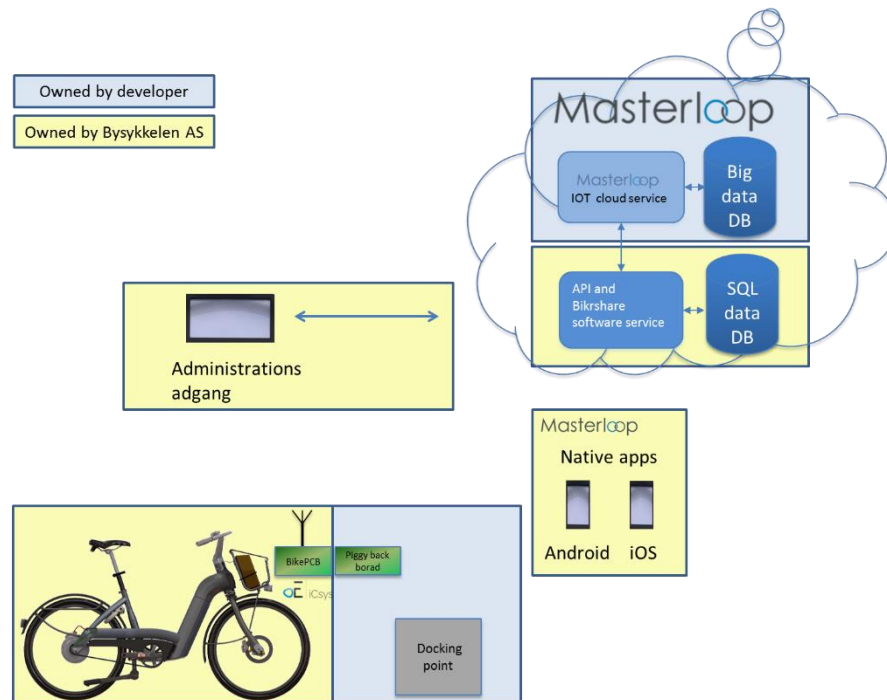 Owned by developer
Owned by Bysykkelen AS
Masterloop
Masterloop
IOT cloud service
Big
data
DB
API and
Bikrshare
software service
SQL
data
DB
Administrations
adgang
Masterloop
Native apps
Android
iOS
BikePCB
Piggy back
borad
iCsys
Docking
point